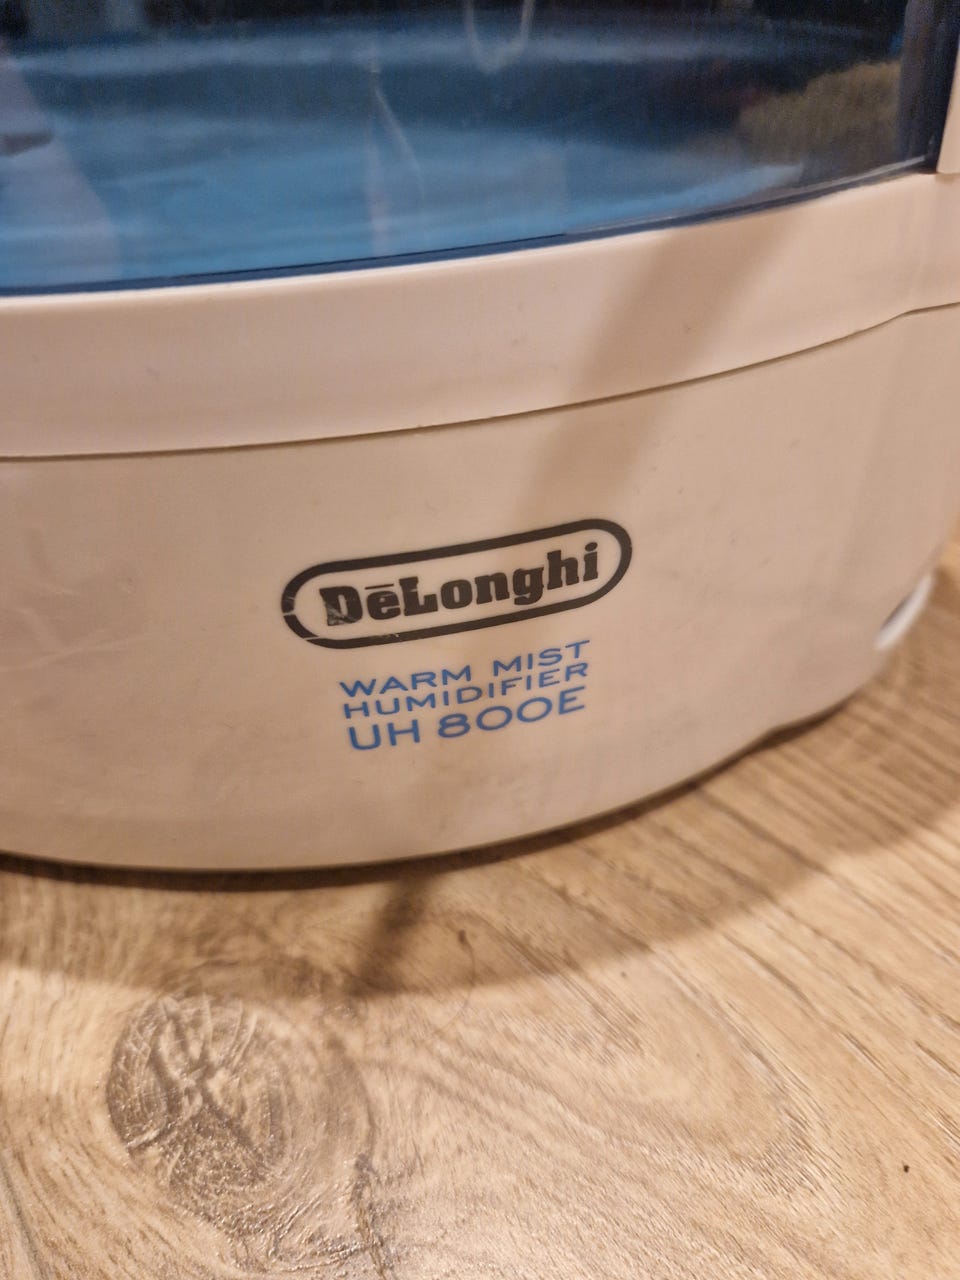 DēLonghi
WARM MIST
HUMIDIFIER
UH 800E